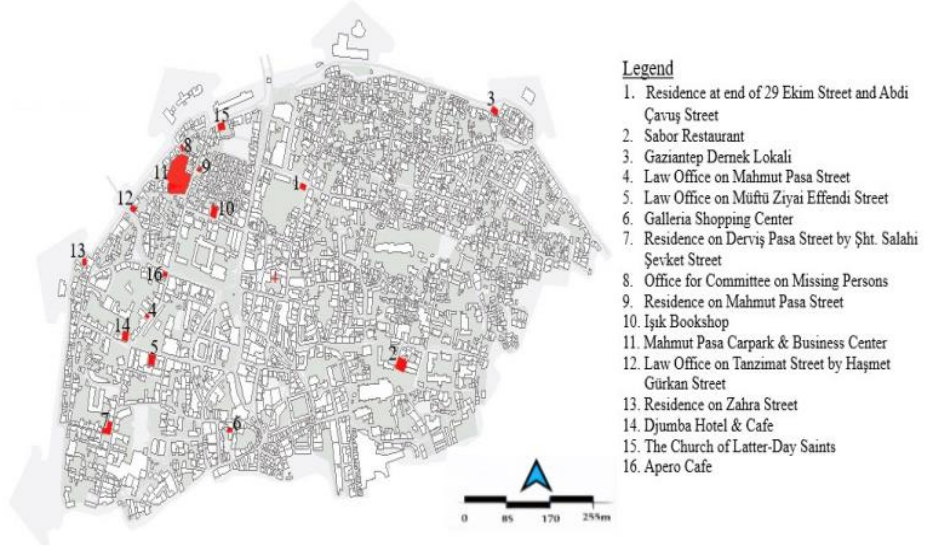 Legend
1. Residence at end of 29 Ekim Street and Abdi
Çavuş Street
2. Sabor Restaurant
3. Gaziantep Dernek Lokali
4. Law Office on Mahmut Pasa Street
5. Law Office on Müftü Ziyai Effendi Street
6. Galleria Shopping Center
7. Residence on Derviş Pasa Street by Şht. Salahi
Şevket Street
8. Office for Committee on Missing Persons
9. Residence on Mahmut Pasa Street
10. Işık Bookshop
11. Mahmut Pasa Carpark & Business Center
12. Law Office on Tanzimat Street by Haşmet
Gürkan Street
13. Residence on Zahra Street
14. Djumba Hotel & Cafe
15. The Church of Latter-Day Saints
16. Apero Cafe
3
15
8
9
11
1
12
10
13
16
4
14
5
2
7
6
0 85 170 255m